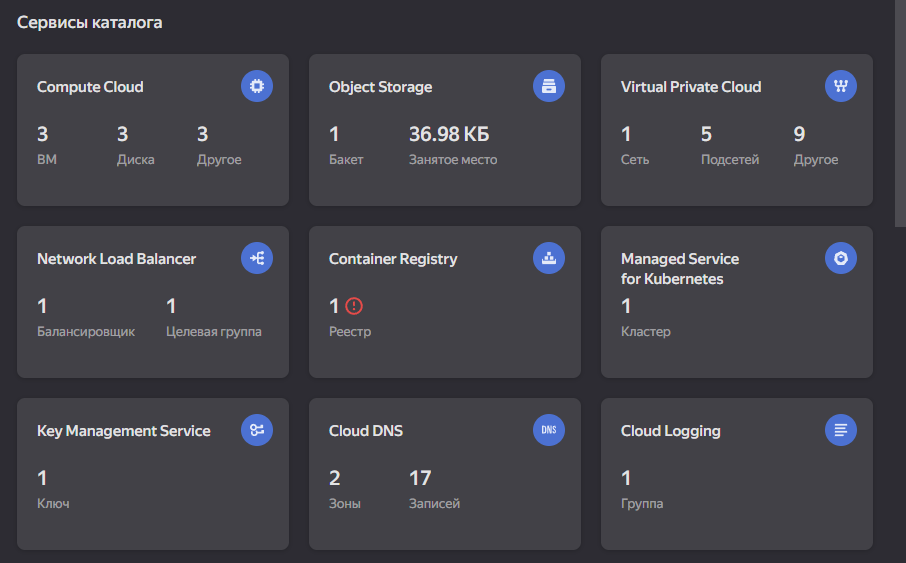 Сервисы каталога
Compute Cloud
3 3 3
ВМ Диска Другое
Object Storage
1 36.98 КБ
Бакет Занятое место
Virtual Private Cloud
1 5 9
Сеть Подсетей Другое
Network Load Balancer
1 1
Балансировщик Целевая группа
Container Registry
1
Реестр
Managed Service
for Kubernetes
1
Кластер
Key Management Service
1
Ключ
Cloud DNS
DNS
2 17
Зоны Записей
Cloud Logging
1
Группа